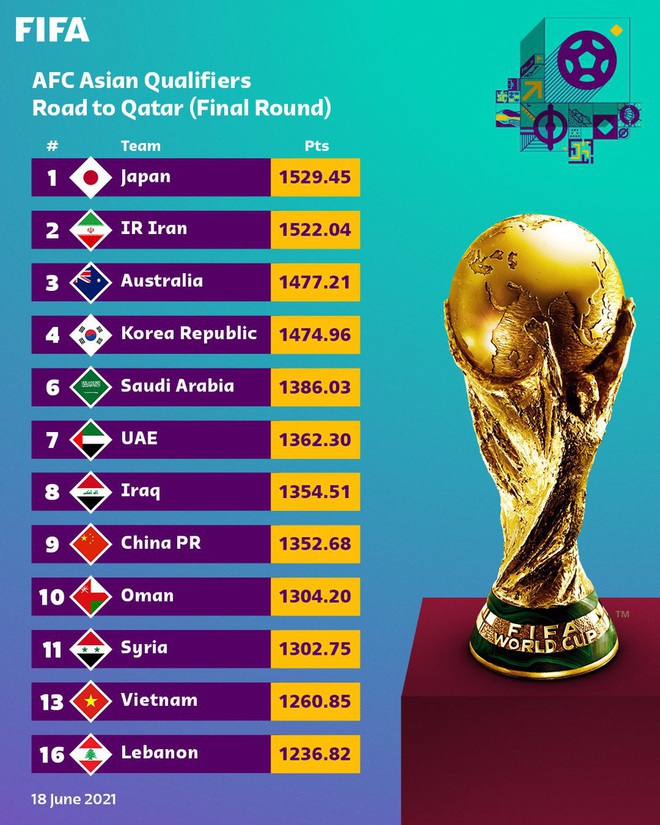 FIFA
AFC Asian Qualifiers
Road to Qatar (Final Round)
# Team Pts
1 Japan 1529.45
2 IR Iran 1522.04
3 Australia 1477.21
4 Korea Republic 1474.96
6 Saudi Arabia 1386.03
7 UAE 1362.30
8 Iraq 1354.51
9 China PR 1352.68
10 Oman 1304.20
11 Syria 1302.75
13 Vietnam 1260.85
16 Lebanon 1236.82
TM
FIFA
WORLD CUP
18 June 2021